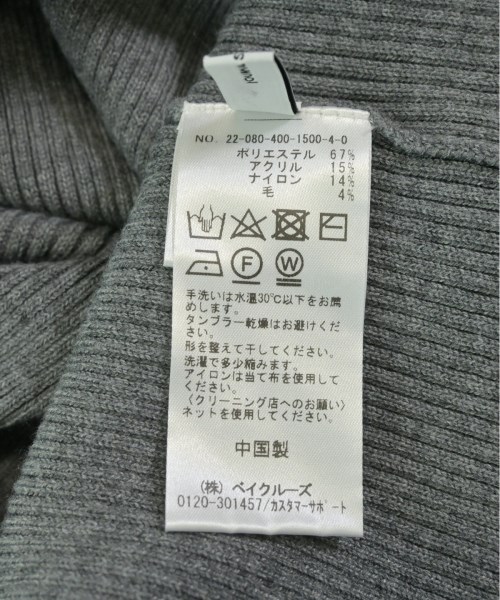 NO. 22-080-400-1500-4-0
ポリエステル 67%
アクリル 15%
ナイロン 14%
毛 4%
F W
手洗いは水温30℃以下をお薦
めします。
タンブラー乾燥はお避けくだ
さい。
形を整えて干してください。
洗濯で多少縮みます。
アイロンは当て布を使用して
ください。
〈クリーニング店へのお願い〉
ネットを使用してください。
中国製
(株) ベイクルーズ
0120-301457/カスタマーサポート